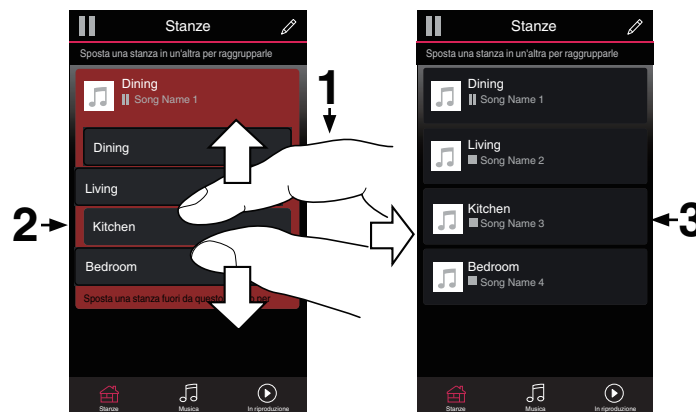 Stanze
Sposta una stanza in un'altra per raggrupparle
Dining
Song Name 1
Dining
Living
Kitchen
Bedroom
Sposta una stanza fuori da questo per
Stanze
Musica
In riproduzione
1
2
Stanze
Sposta una stanza in un'altra per raggrupparle
Dining
Song Name 1
Living
Song Name 2
Kitchen
Song Name 3
Bedroom
Song Name 4
Stanze
Musica
In riproduzione
3